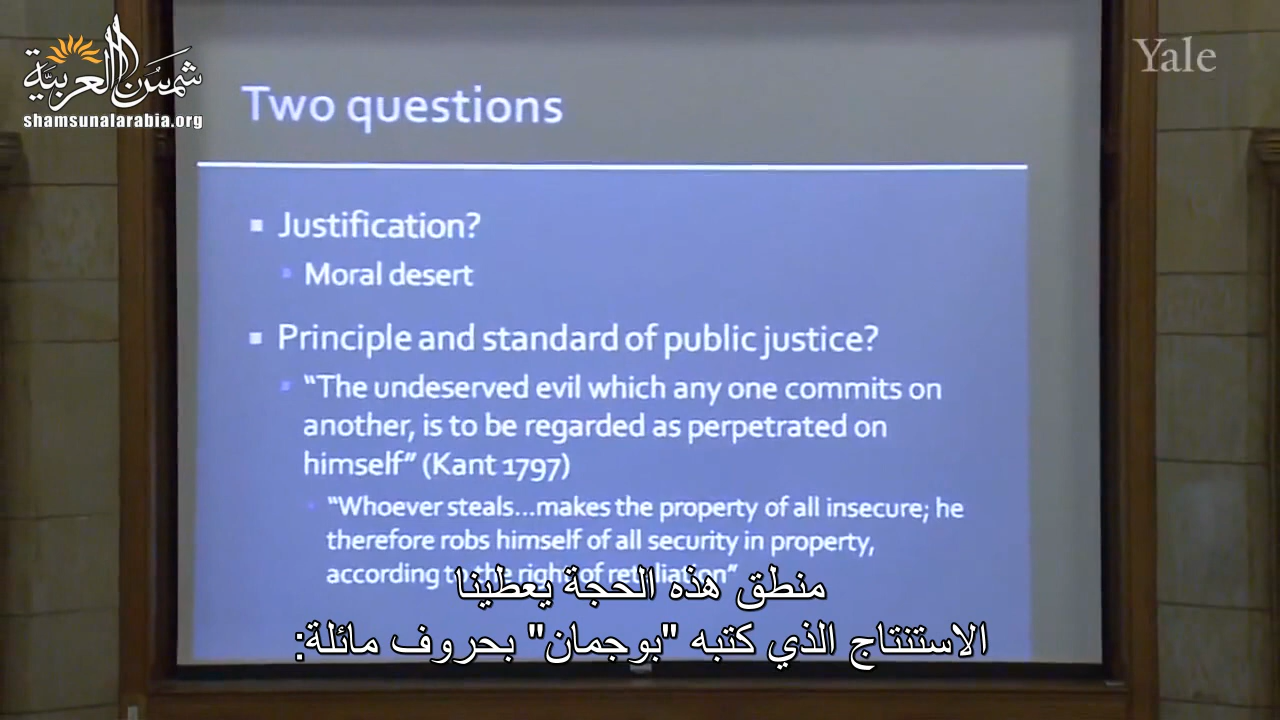 شمس العربية
shamsunalarabia.org
Yale
Two questions
Justification?
Moral desert
Principle and standard of public justice?
“The undeserved evil which any one commits on
another, is to be regarded as perpetrated on
himself” (Kant 1797)
“Whoever steals...makes the property of all insecure; he
therefore robs himself of all security in property,
according to the right of retaliation”
منطق هذه الحجة يعطينا
الاستنتاج الذي كتبه "بوجمان" بحروف مائلة: